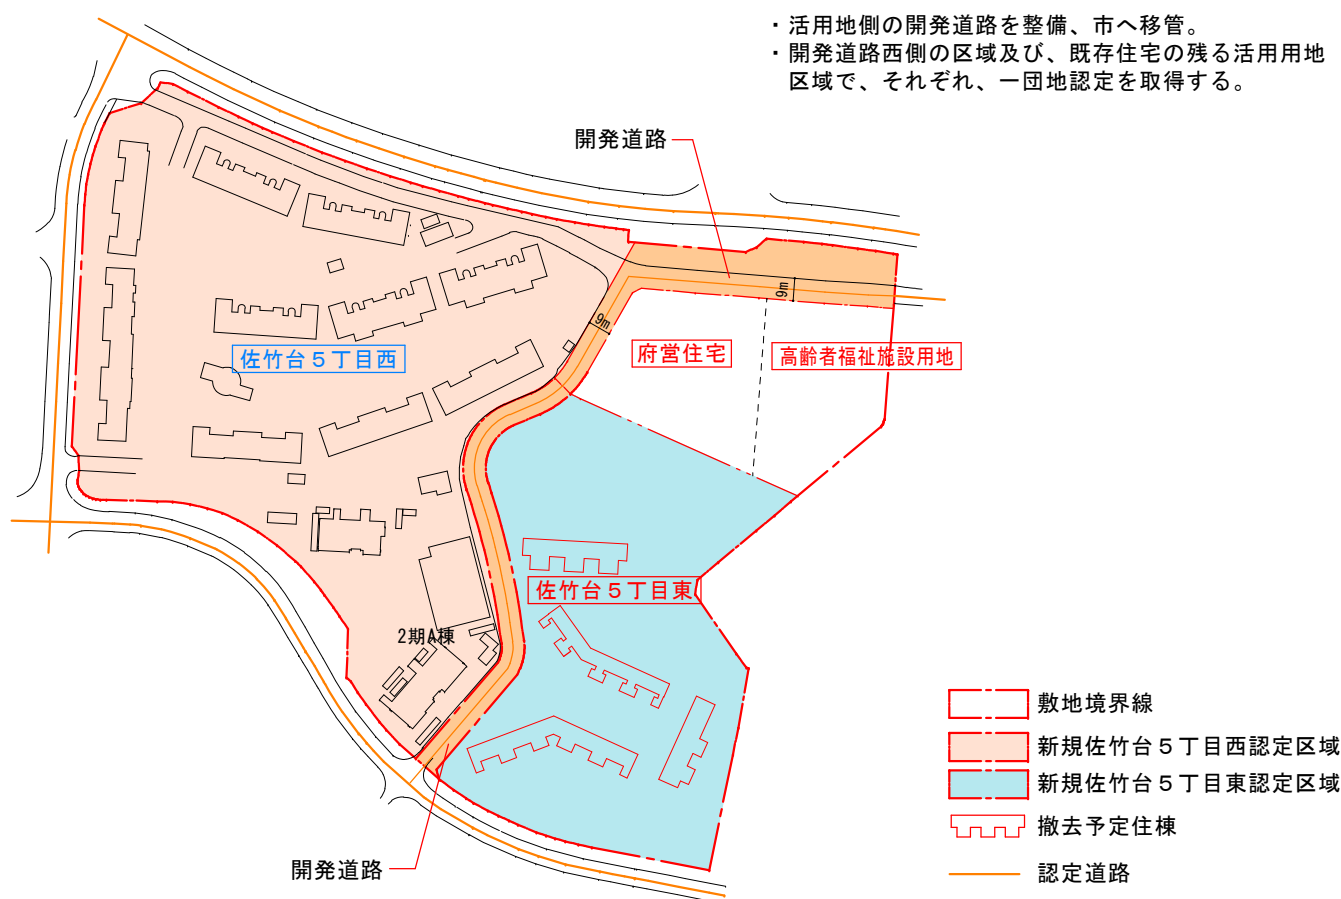 ・活用地側の開発道路を整備、市へ移管。
・開発道路西側の区域及び、既存住宅の残る活用用地
区域で、それぞれ、一団地認定を取得する。
開発道路
9m
9m
府営住宅
高齢者福祉施設用地
佐竹台５丁目西
佐竹台５丁目東
2期A棟
開発道路
敷地境界線
新規佐竹台５丁目西認定区域
新規佐竹台５丁目東認定区域
撤去予定住棟
認定道路